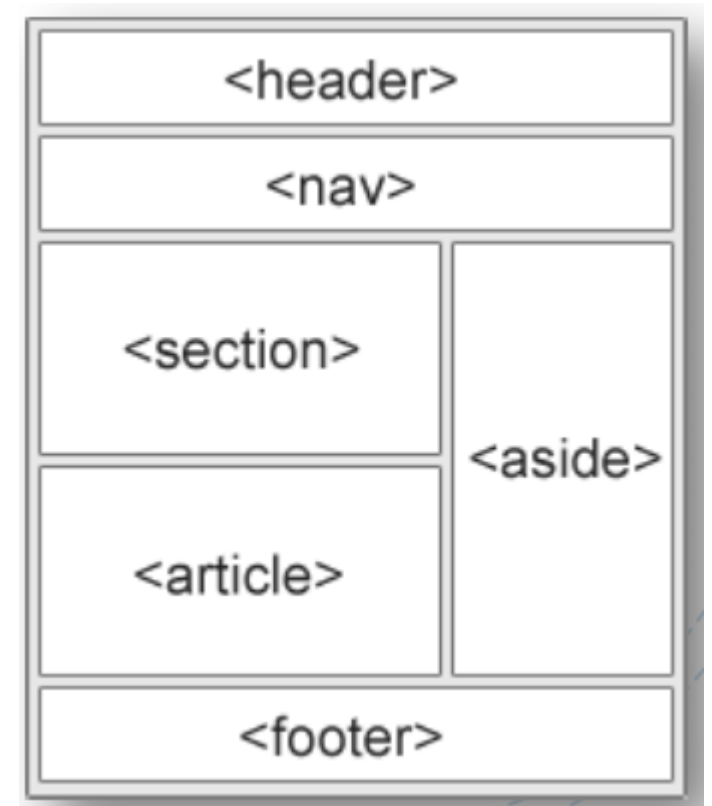 <header>
<nav>
<section>
<aside>
<article>
<footer>